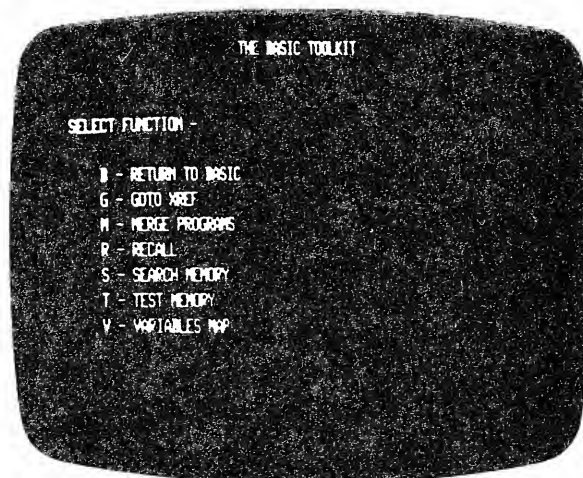 THE BASIC TOOLKIT
SELECT FUNCTION -
B - RETURN TO BASIC
G - GOTO XREF
M - MERGE PROGRAMS
R - RECALL
S - SEARCH MEMORY
T - TEST MEMORY
V - VARIABLES MAP